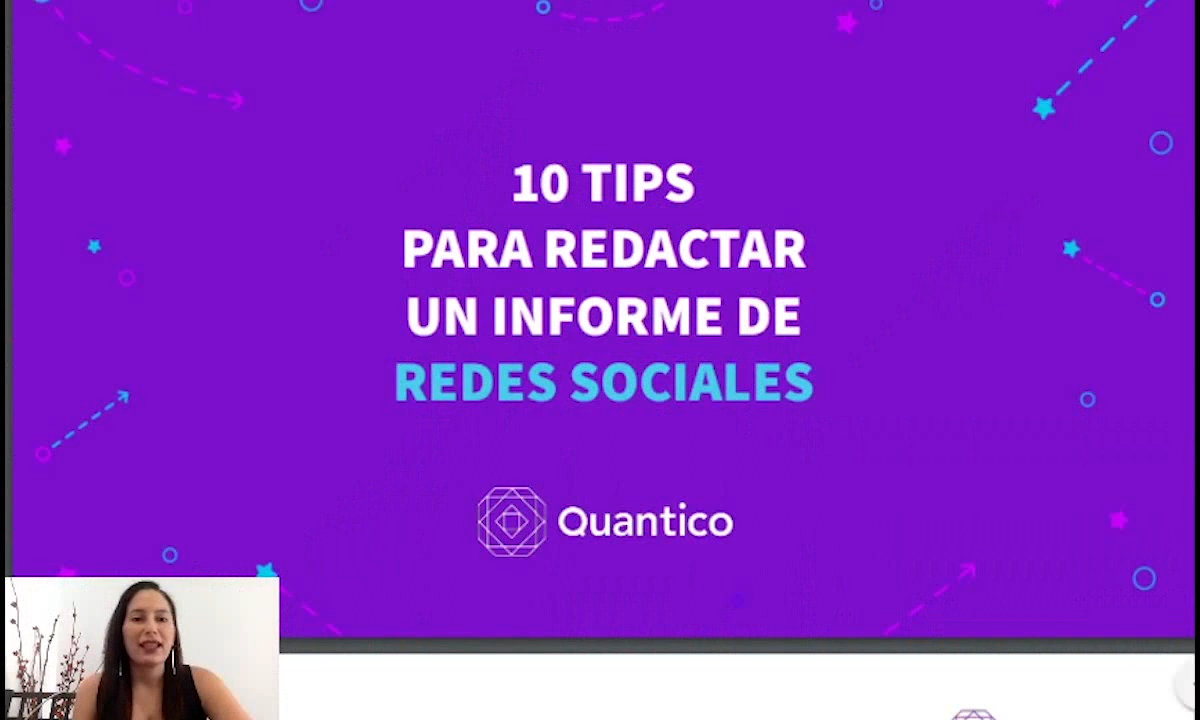 10 TIPS
PARA REDACTAR
UN INFORME DE
REDES SOCIALES
Quantico